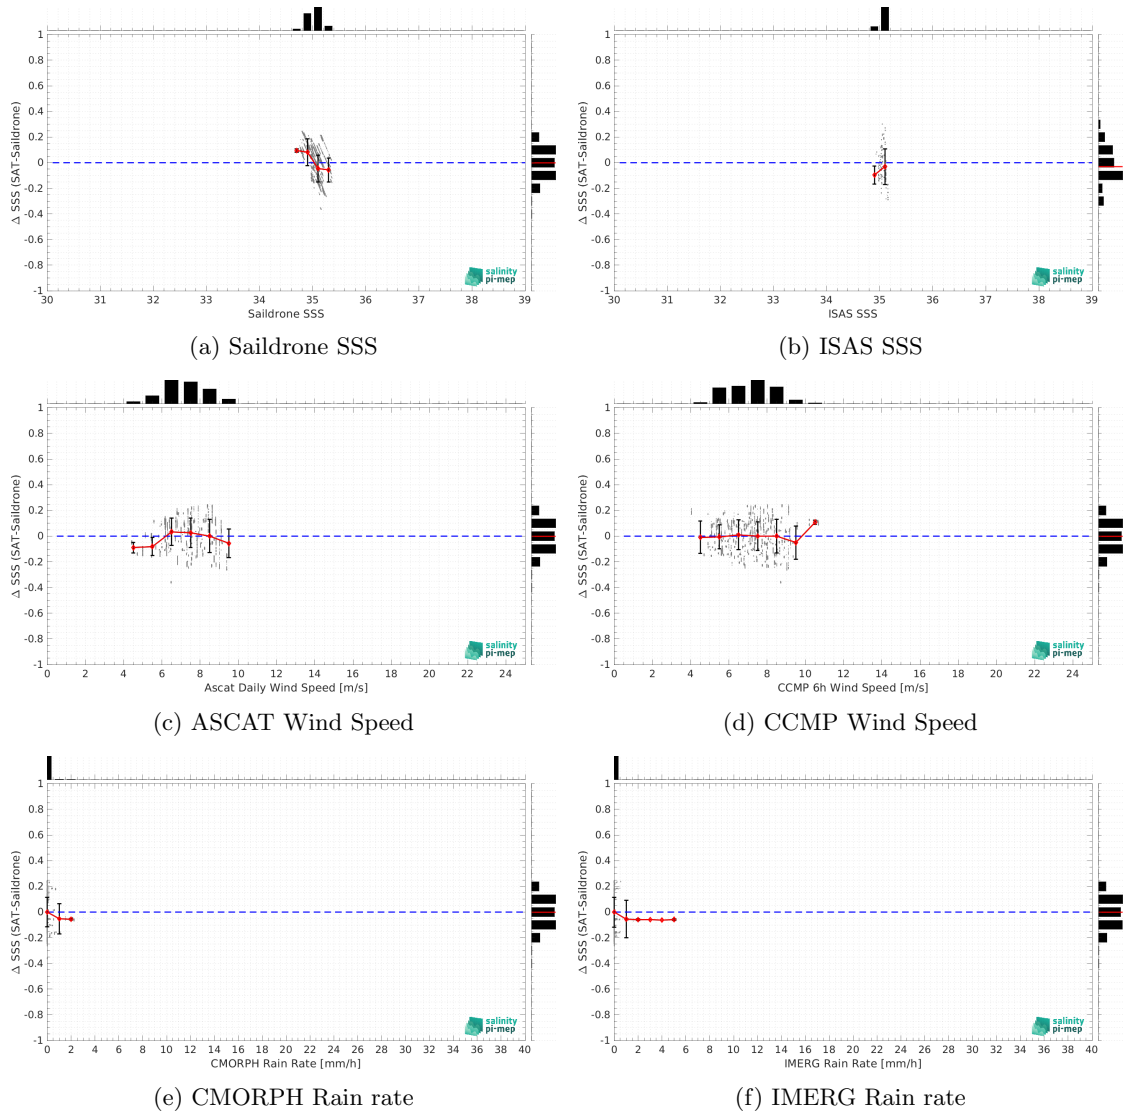 1
0.8
0.6
0.4
0.2
0
-0.2
-0.4
-0.6
-0.8
-1
Δ SSS (SAT-Saildrone)
30 31 32 33 34 35 36 37 38 39
Saildrone SSS
salinity
pi-mep
(a) Saildrone SSS
1
0.8
0.6
0.4
0.2
0
-0.2
-0.4
-0.6
-0.8
-1
Δ SSS (SAT-Saildrone)
30 31 32 33 34 35 36 37 38 39
ISAS SSS
salinity
pi-mep
(b) ISAS SSS
1
0.8
0.6
0.4
0.2
0
-0.2
-0.4
-0.6
-0.8
-1
Δ SSS (SAT-Saildrone)
0 2 4 6 8 10 12 14 16 18 20 22 24
Ascat Daily Wind Speed [m/s]
salinity
pi-mep
(c) ASCAT Wind Speed
1
0.8
0.6
0.4
0.2
0
-0.2
-0.4
-0.6
-0.8
-1
Δ SSS (SAT-Saildrone)
0 2 4 6 8 10 12 14 16 18 20 22 24
CCMP 6h Wind Speed [m/s]
salinity
pi-mep
(d) CCMP Wind Speed
1
0.8
0.6
0.4
0.2
0
-0.2
-0.4
-0.6
-0.8
-1
Δ SSS (SAT-Saildrone)
0 2 4 6 8 10 12 14 16 18 20 22 24 26 28 30 32 34 36 38 40
CMORPH Rain Rate [mm/h]
salinity
pi-mep
(e) CMORPH Rain rate
1
0.8
0.6
0.4
0.2
0
-0.2
-0.4
-0.6
-0.8
-1
Δ SSS (SAT-Saildrone)
0 2 4 6 8 10 12 14 16 18 20 22 24 26 28 30 32 34 36 38 40
IMERG Rain Rate [mm/h]
salinity
pi-mep
(f) IMERG Rain rate